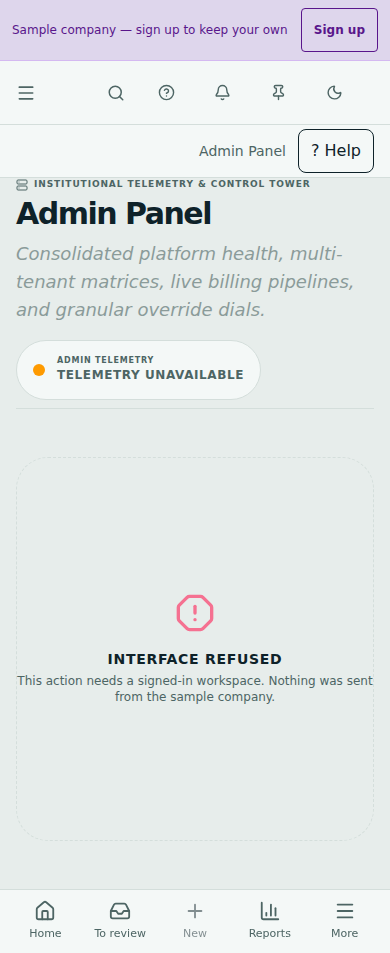 Sample company — sign up to keep your own
Sign up
Admin Panel
? Help
INSTITUTIONAL TELEMETRY & CONTROL TOWER
Admin Panel
Consolidated platform health, multi-
tenant matrices, live billing pipelines,
and granular override dials.
ADMIN TELEMETRY
TELEMETRY UNAVAILABLE
INTERFACE REFUSED
This action needs a signed-in workspace. Nothing was sent
from the sample company.
Home
To review
New
Reports
More